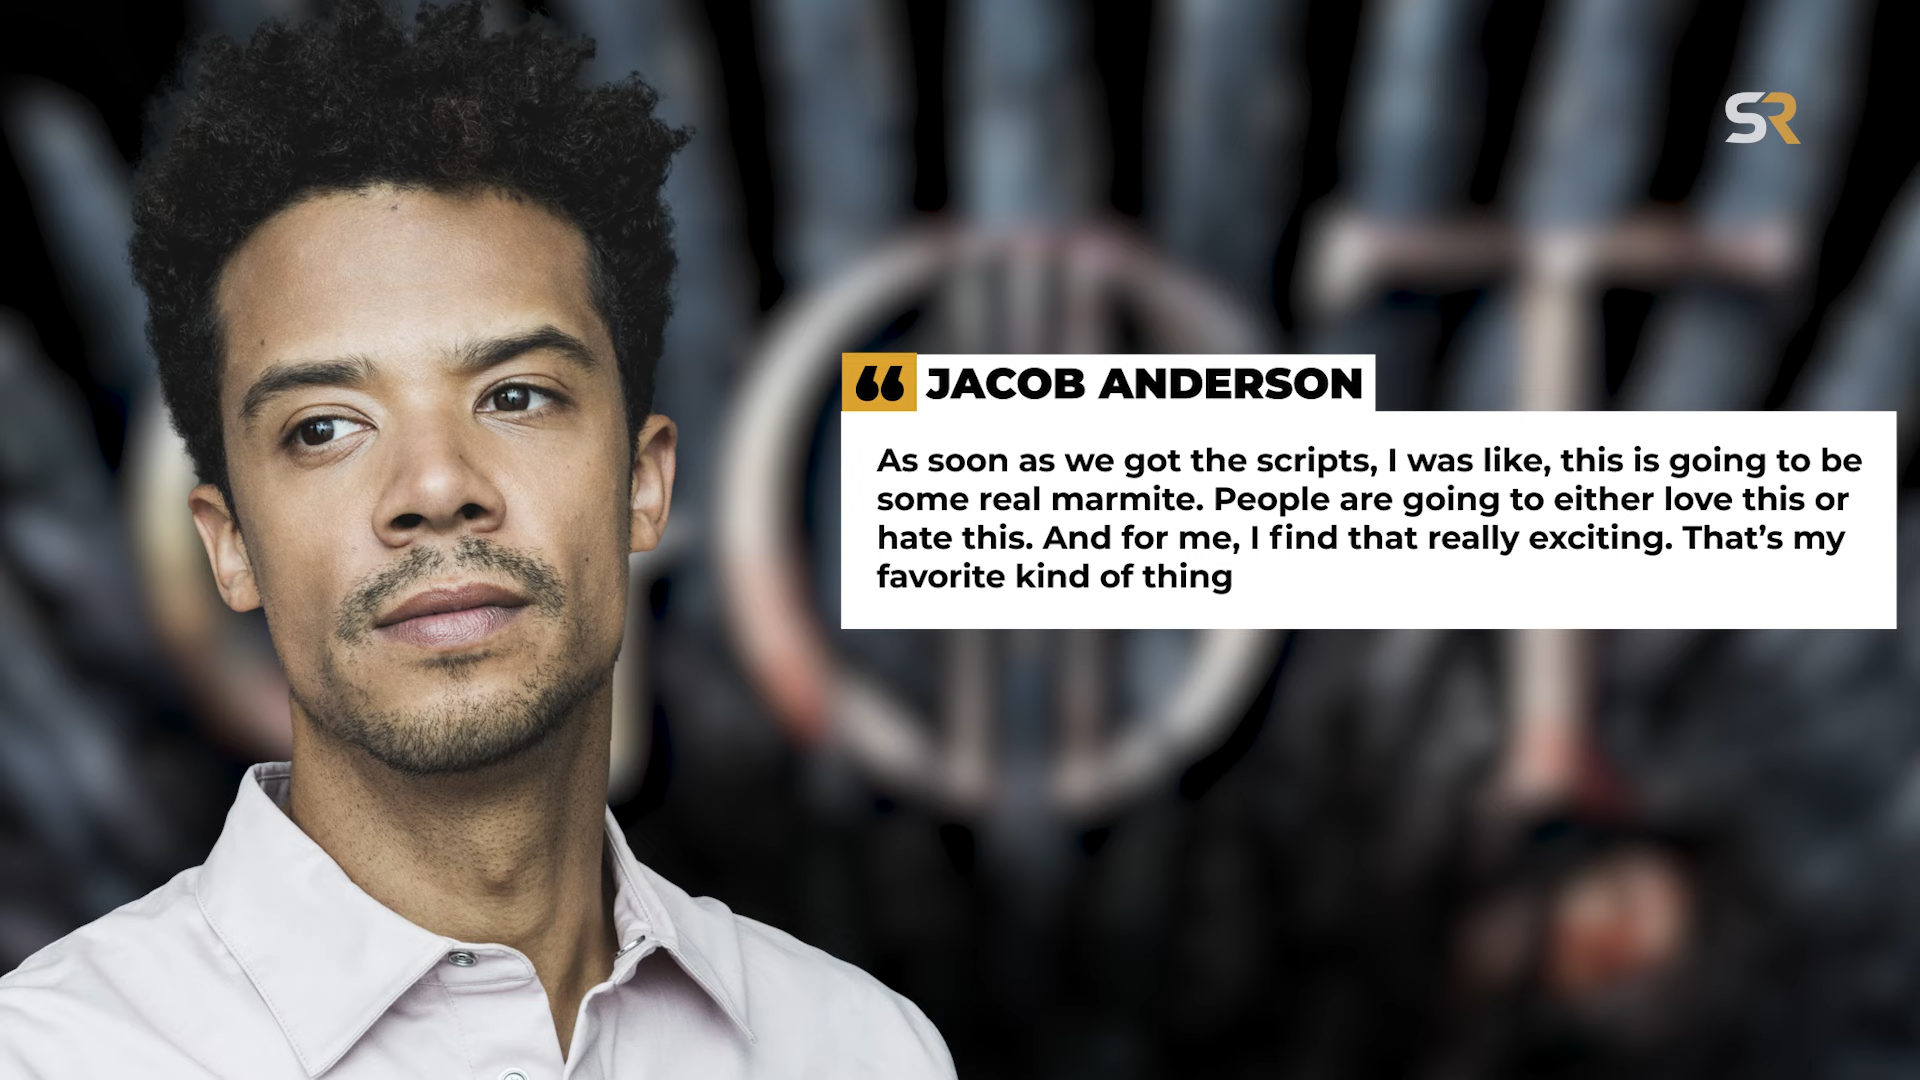 SR
“ JACOB ANDERSON
As soon as we got the scripts, I was like, this is going to be
some real marmite. People are going to either love this or
hate this. And for me, I find that really exciting. That’s my
favorite kind of thing
GOT